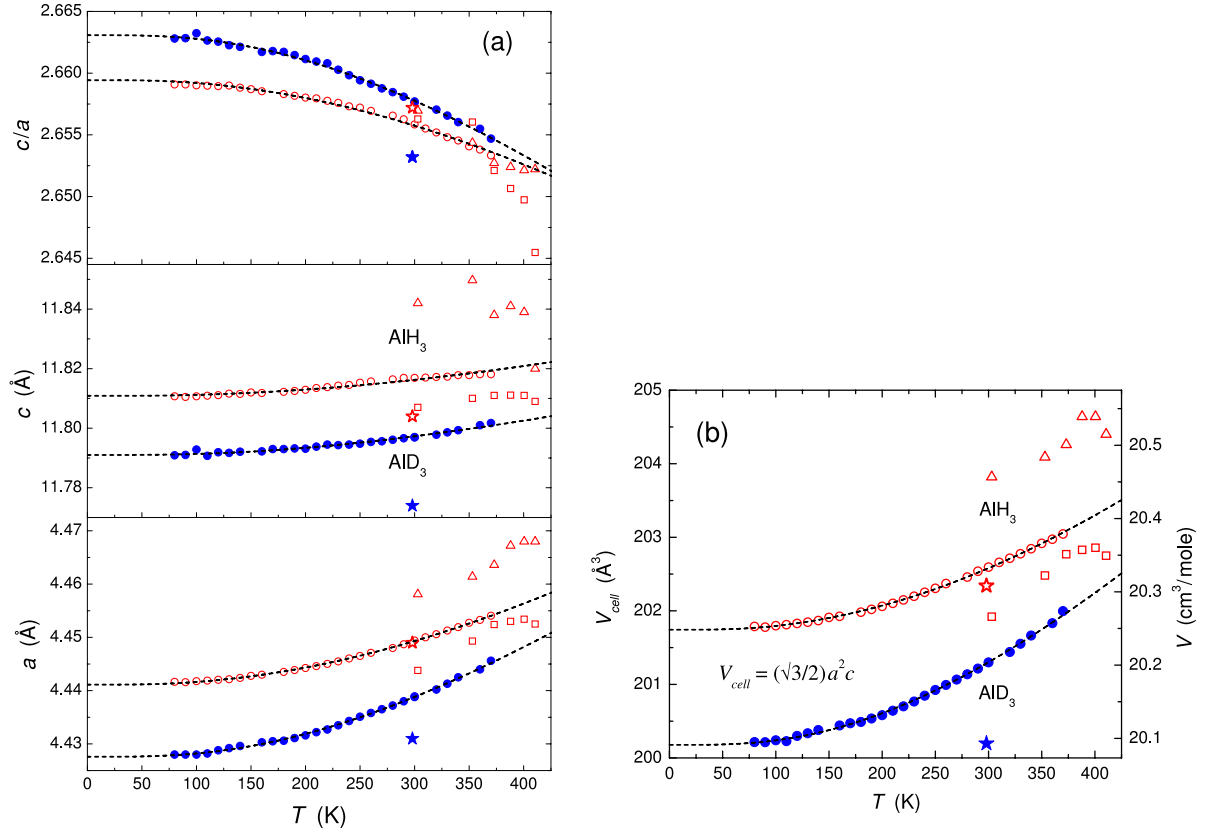 2.665
2.660
2.655
2.650
2.645
c/a
(a)
11.84
11.82
11.80
11.78
c (Å)
AlH3
AlD3
4.47
4.46
4.45
4.44
4.43
a (Å)
0 50 100 150 200 250 300 350 400
T (K)
205
204
203
202
201
200
Vcell (Å³)
(b)
AlH3
Vcell = (√3/2) a²c
AlD3
20.5
20.4
20.3
20.2
20.1
V (cm³/mole)
0 50 100 150 200 250 300 350 400
T (K)